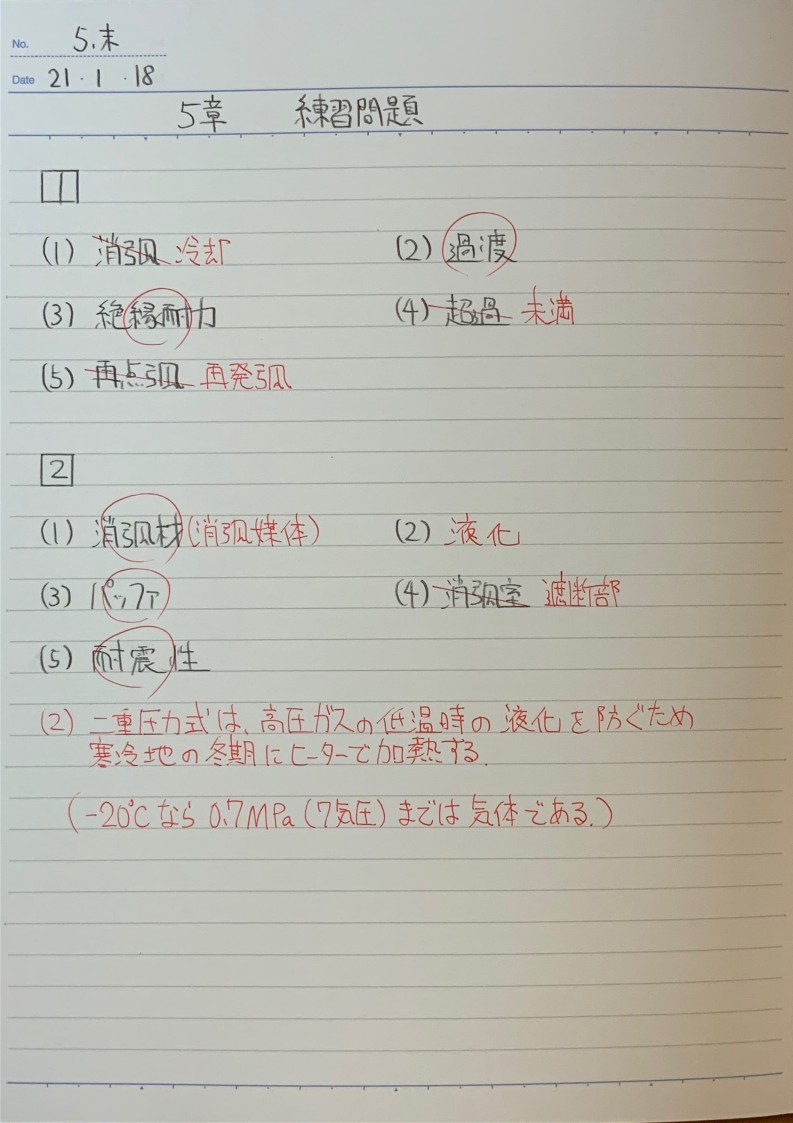 No. 5.末
Date 21・1・18
5章 練習問題
1
(1) 消弧 冷却 (2) 過渡
(3) 絶縁耐力 (4) 超過 未満
(5) 再点弧 再発弧
2
(1) 消弧材(消弧媒体) (2) 液化
(3) パッファ (4) 消弧室 遮断部
(5) 耐震性
(2) 二重圧力式は、高圧ガスの低温時の液化を防ぐため
寒冷地の冬期にヒーターで加熱する.
(-20℃なら0.7MPa(7気圧)までは気体である.)